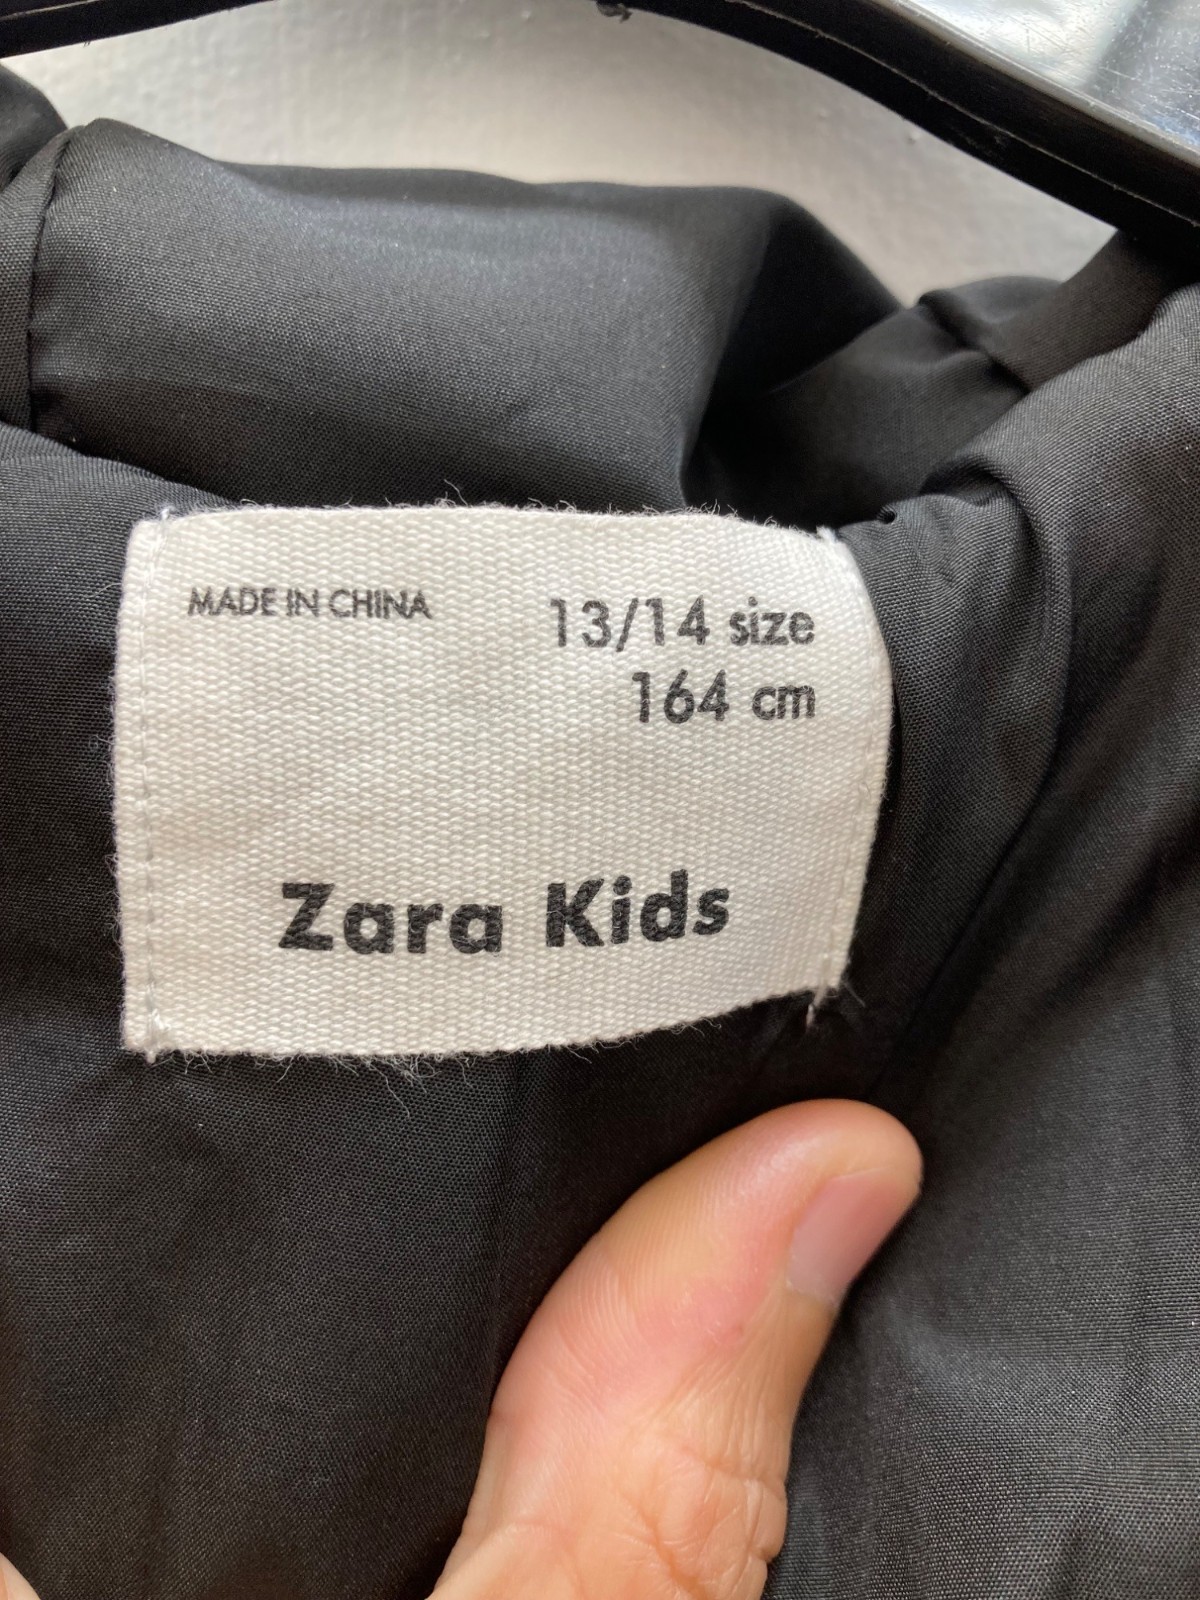 MADE IN CHINA
13/14 size
164 cm
Zara Kids